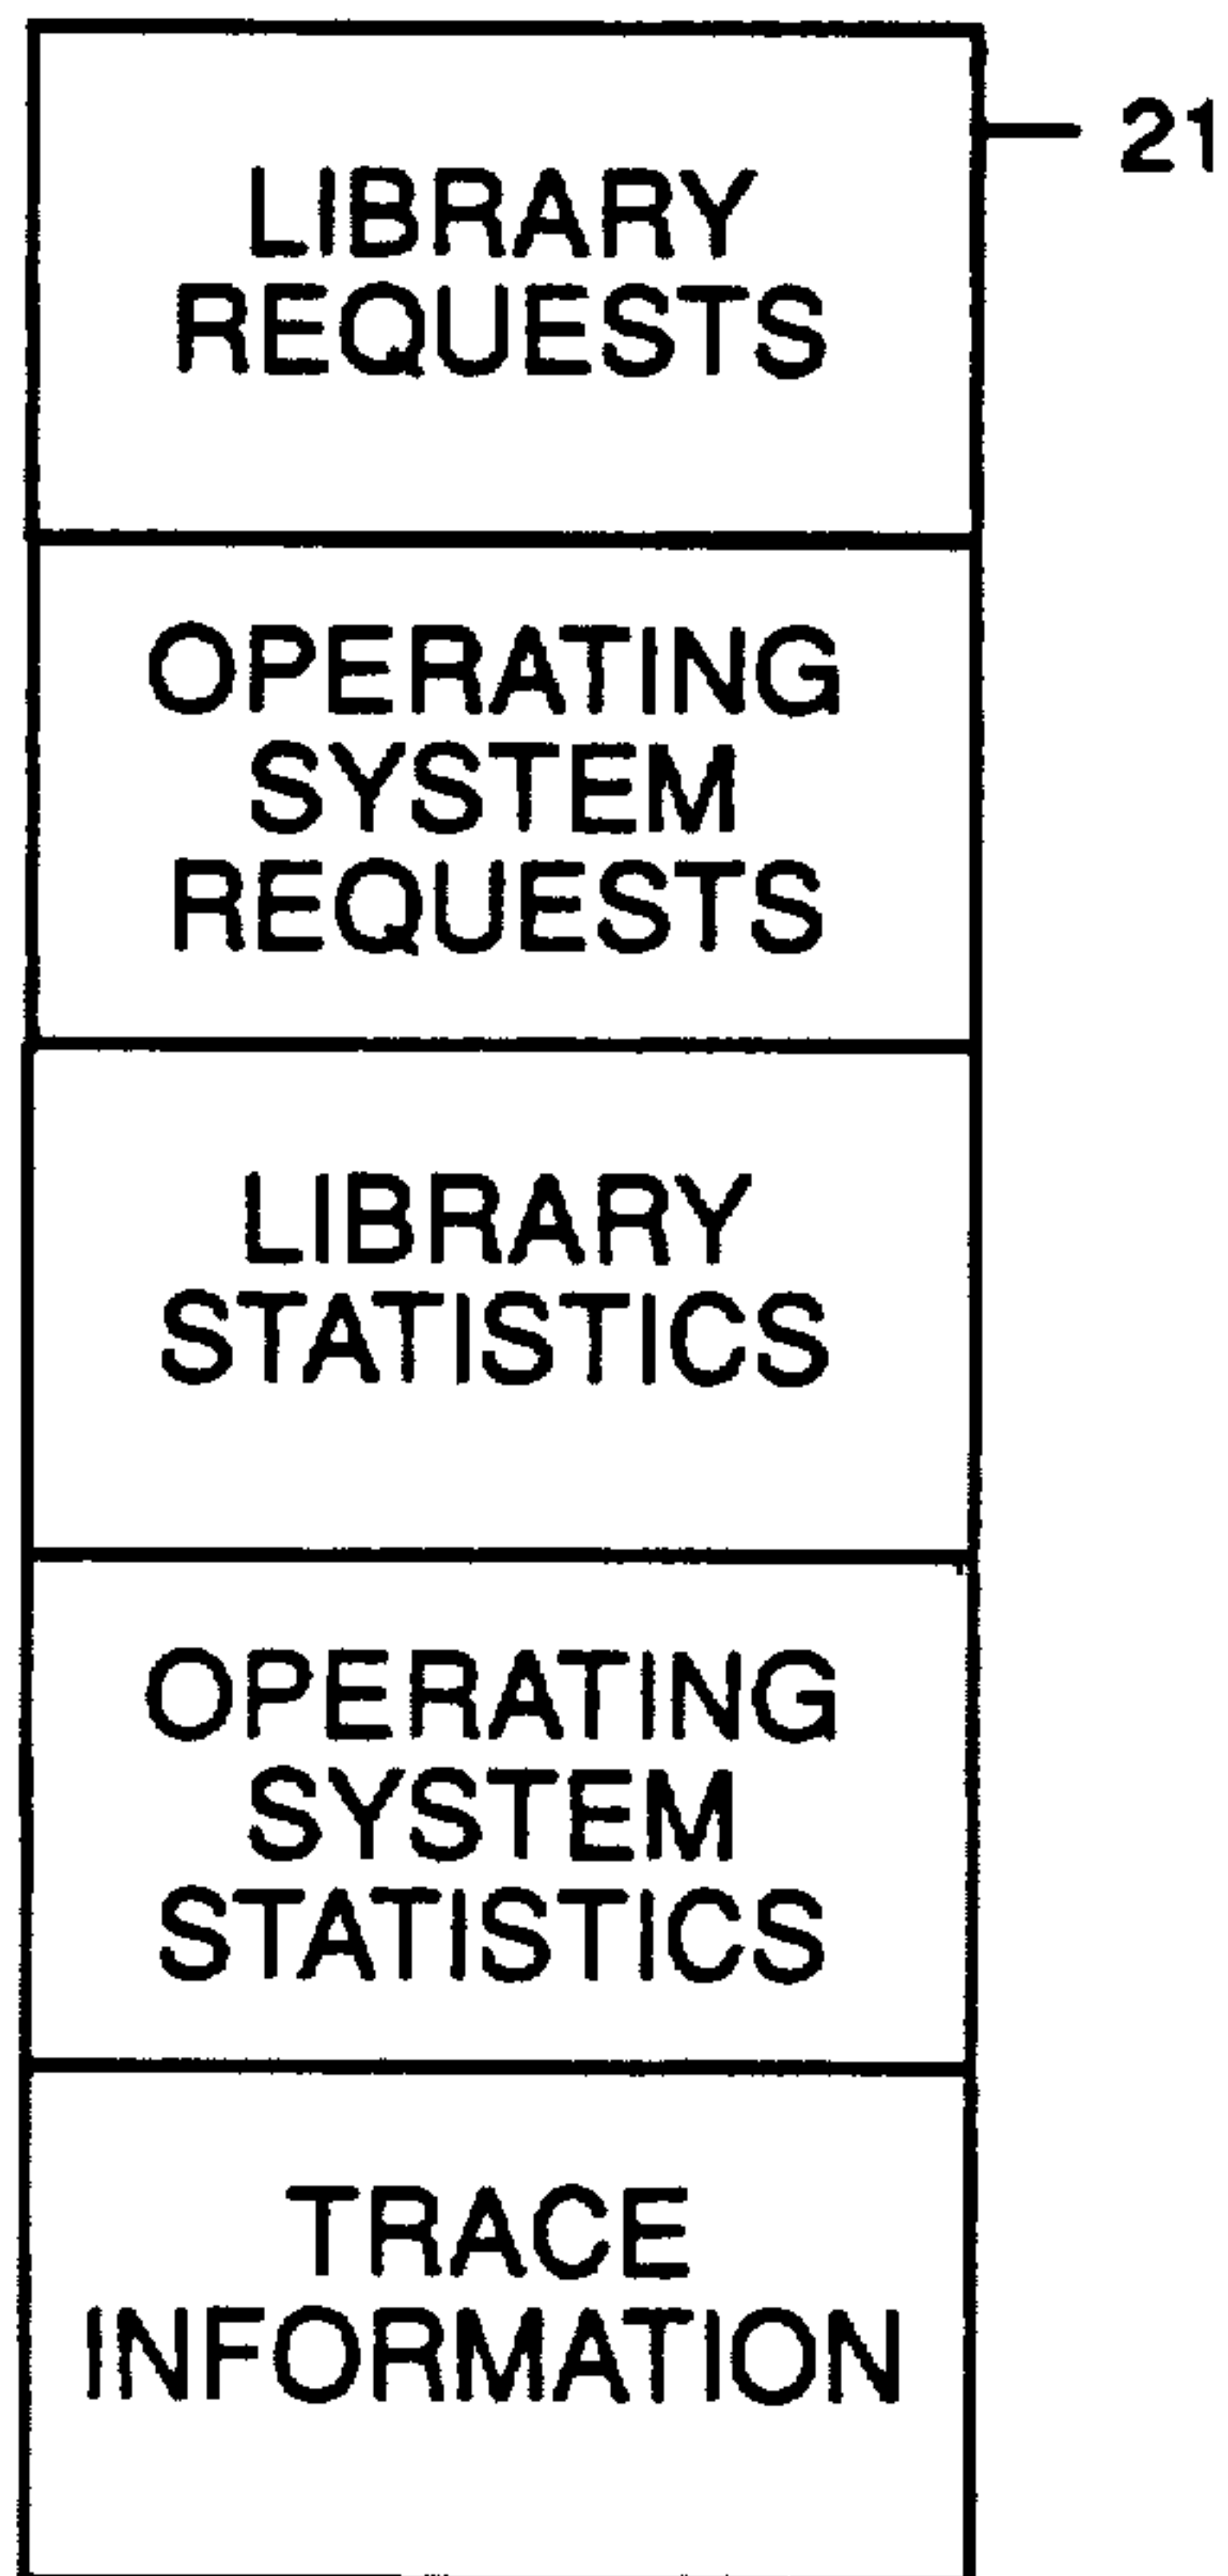 21
LIBRARY
REQUESTS
OPERATING
SYSTEM
REQUESTS
LIBRARY
STATISTICS
OPERATING
SYSTEM
STATISTICS
TRACE
INFORMATION